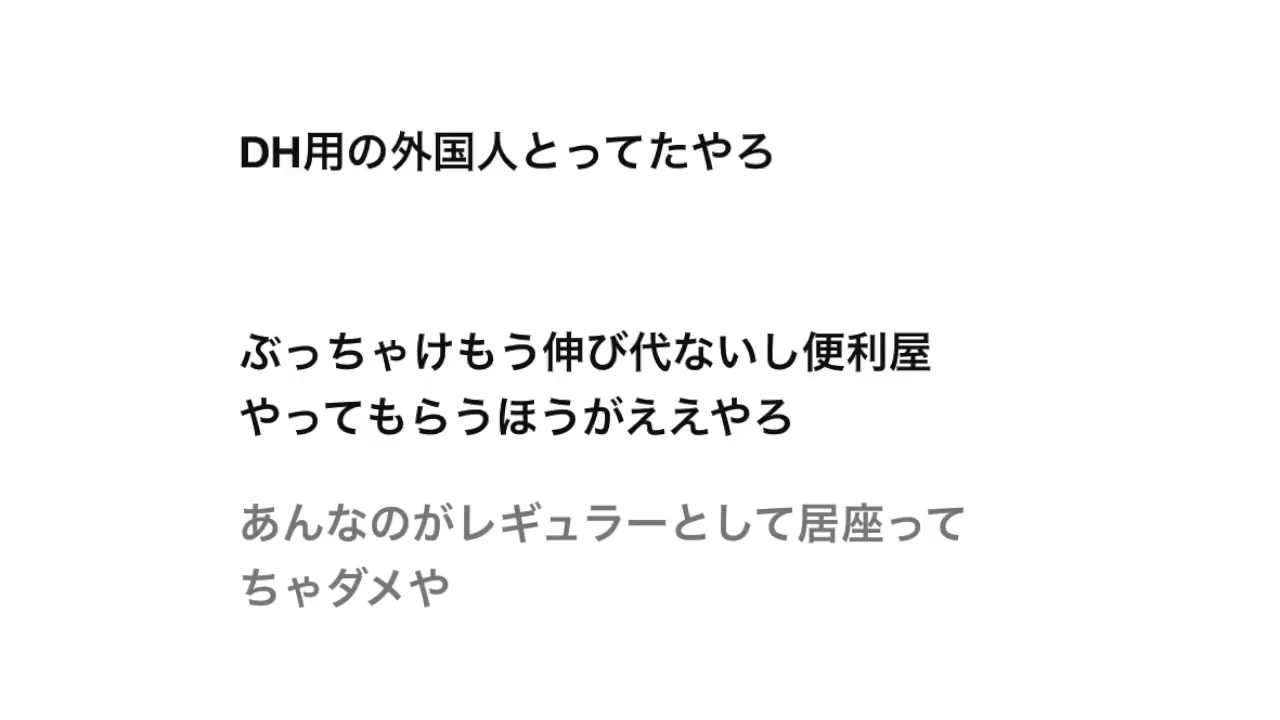 DH用の外国人とってたやろ
ぶっちゃけもう伸び代ないし便利屋
やってもらうほうがええやろ
あんなのがレギュラーとして居座って
ちゃダメや